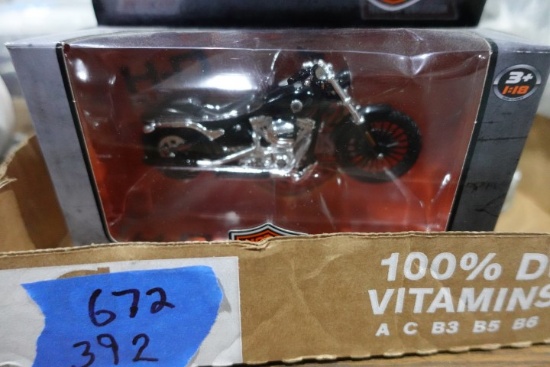 3+
1:18
100% D
VITAMINS
A C B3 B5 B6
672
392